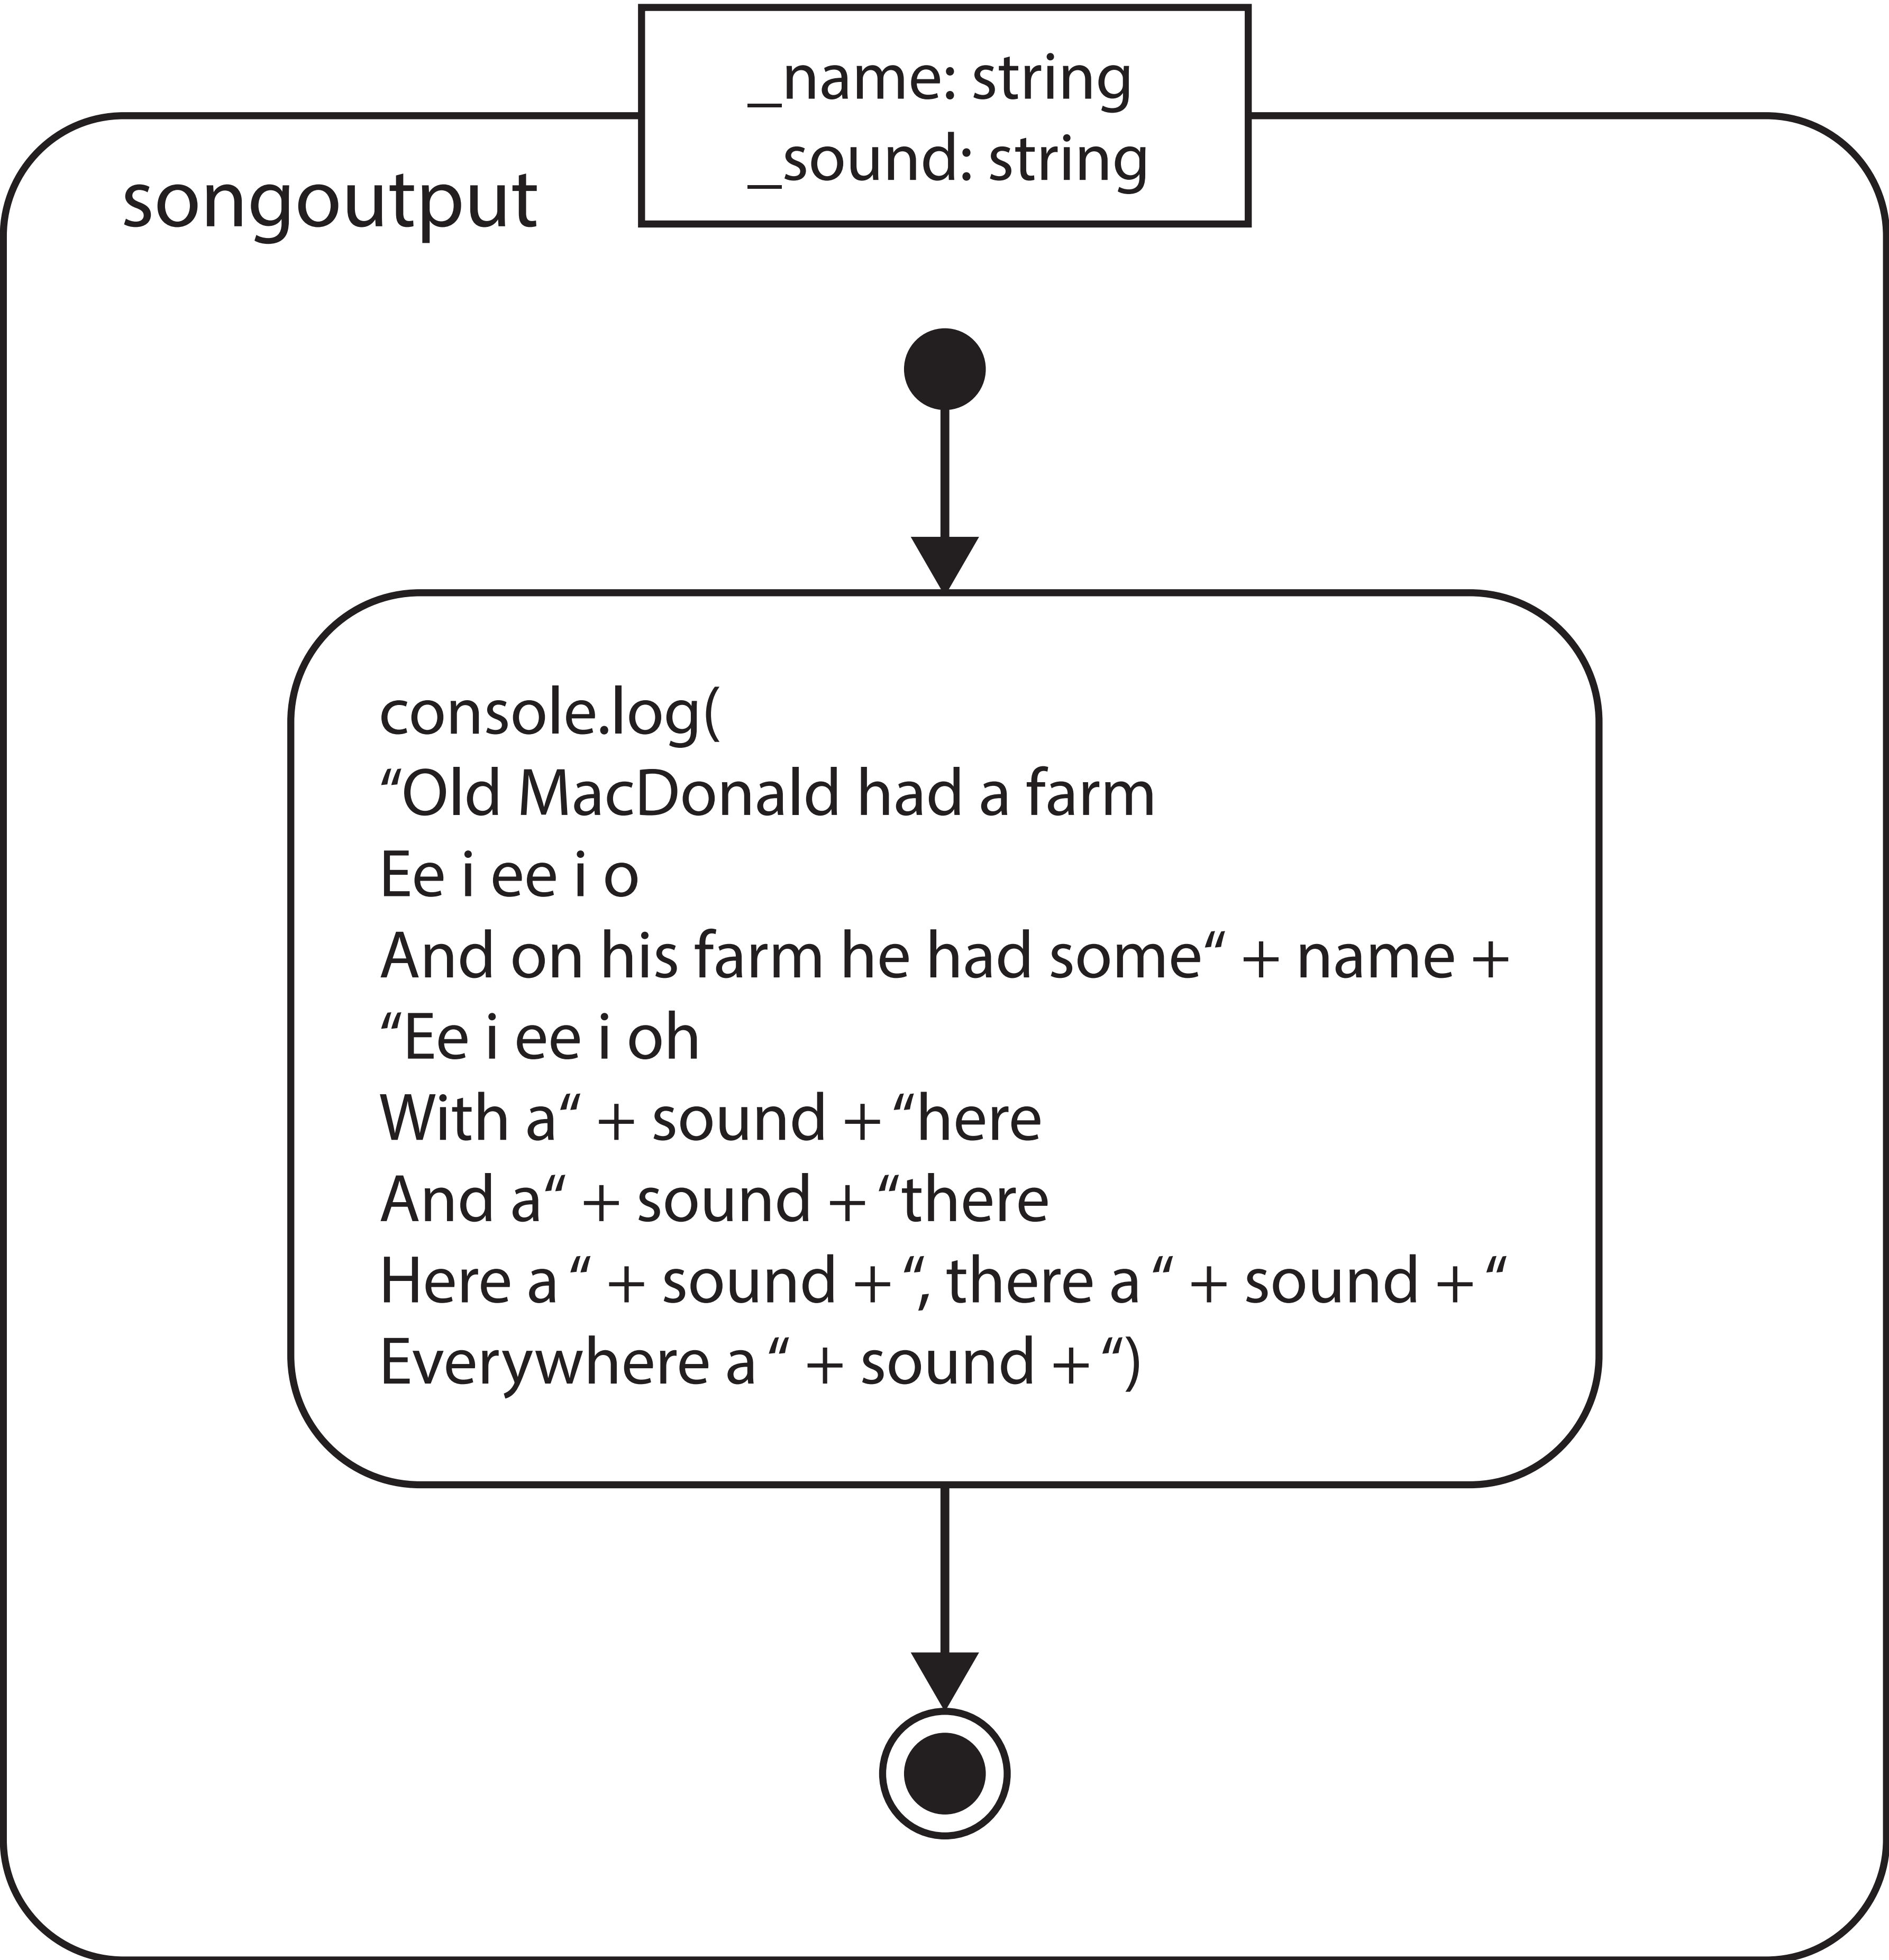 _name: string
_sound: string
songoutput
console.log(
“Old MacDonald had a farm
Ee i ee i o
And on his farm he had some“ + name +
“Ee i ee i oh
With a“ + sound + “here
And a“ + sound + “there
Here a “ + sound + “, there a “ + sound + “
Everywhere a “ + sound + “)